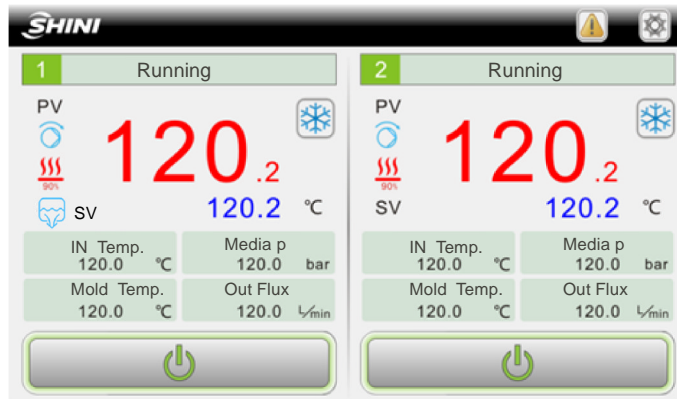 SHINI
1 Running
PV
120.2
90%
SV 120.2 ℃
IN Temp.
120.0 ℃
Media p
120.0 bar
Mold Temp.
120.0 ℃
Out Flux
120.0 L/min
2 Running
PV
120.2
90%
SV 120.2 ℃
IN Temp.
120.0 ℃
Media p
120.0 bar
Mold Temp.
120.0 ℃
Out Flux
120.0 L/min